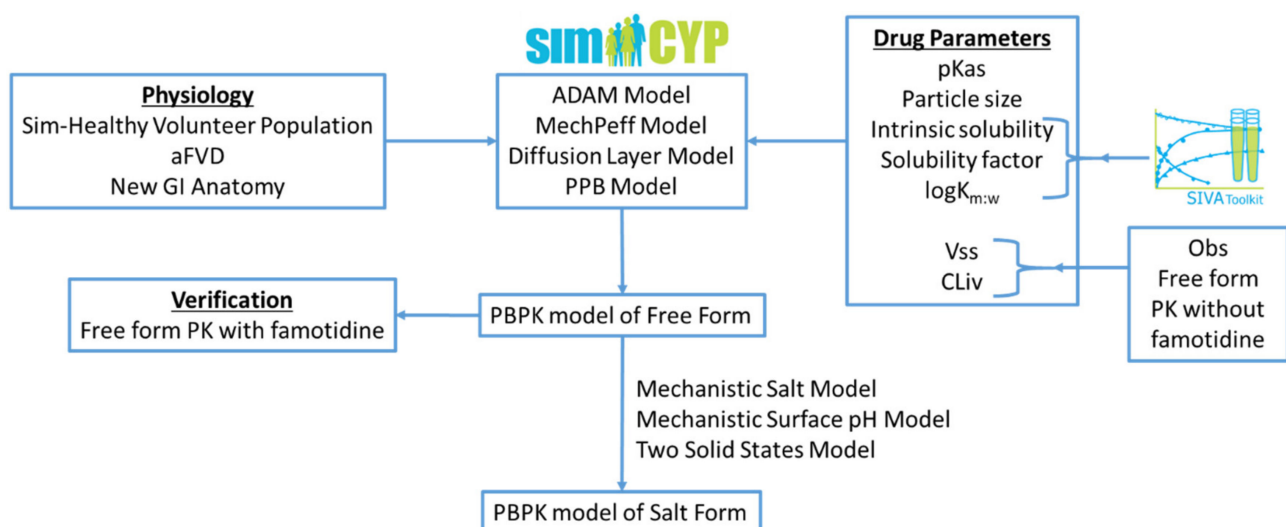 simCYP
Physiology
Sim-Healthy Volunteer Population
aFVD
New GI Anatomy
ADAM Model
MechPeff Model
Diffusion Layer Model
PPB Model
Drug Parameters
pKas
Particle size
Intrinsic solubility
Solubility factor
logKm:w
Vss
CLiv
SIVA Toolkit
Obs
Free form
PK without
famotidine
Verification
Free form PK with famotidine
PBPK model of Free Form
Mechanistic Salt Model
Mechanistic Surface pH Model
Two Solid States Model
PBPK model of Salt Form